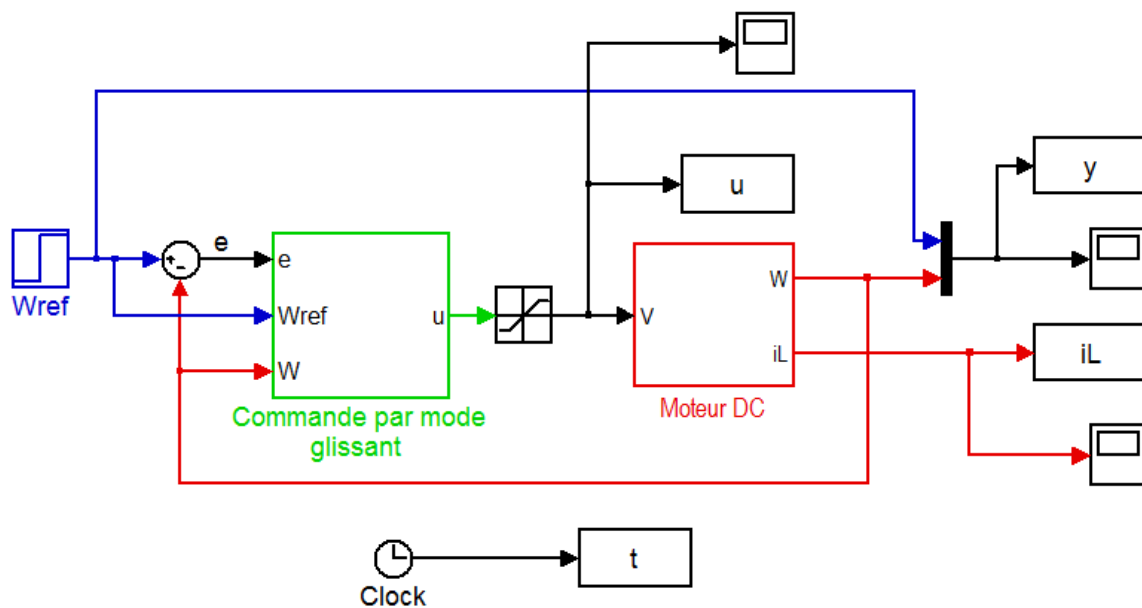 y
u
e
+
-
e
W
Wref
Wref
u
V
iL
iL
W
Commande par mode
glissant
Moteur DC
t
Clock